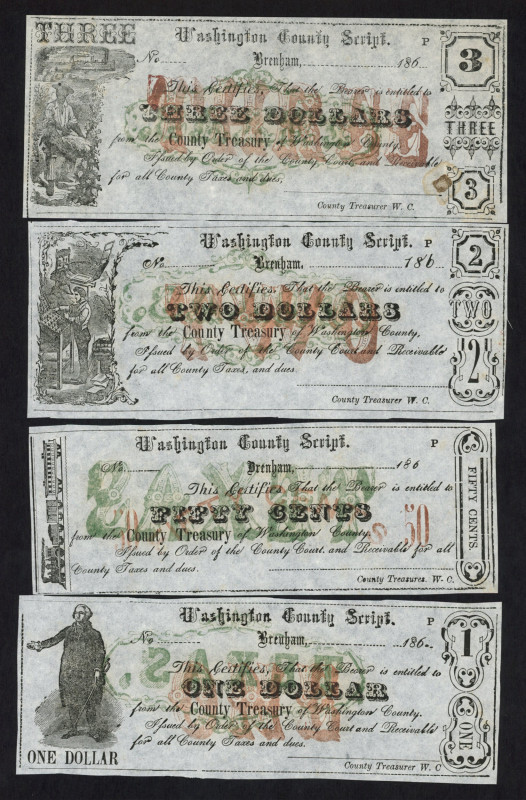 THREE
Washington County Script. P
No Brenham, 186
This Certifies, That the Bearer is entitled to
THREE DOLLARS
from the County Treasury of Washington County,
Issued by Order of the County Court and Receivable
for all County Taxes and dues.
County Treasurer W. C.
3
THREE
3
Washington County Script. P
No Brenham, 186
This Certifies, That the Bearer is entitled to
TWO DOLLARS
from the County Treasury of Washington County,
Issued by Order of the County Court and Receivable
for all County Taxes, and dues.
County Treasurer W. C.
2
TWO
2
Washington County Script. P
No. Brenham, 186
This Certifies That the Bearer is entitled to
FIFTY CENTS
from the County Treasury of Washington County.
Issued by Order of the County Court, and Receivable for all
County Taxes and dues.
County Treasures. W. C.
50
FIFTY CENTS.
Washington County Script. P
No Brenham, 186
This Certifies, That the Bearer is entitled to
ONE DOLLAR
from the County Treasury of Washington County.
Issued by Order of the County Court and Receivable
for all County Taxes and dues.
County Treasurer W. C
ONE DOLLAR
1
ONE